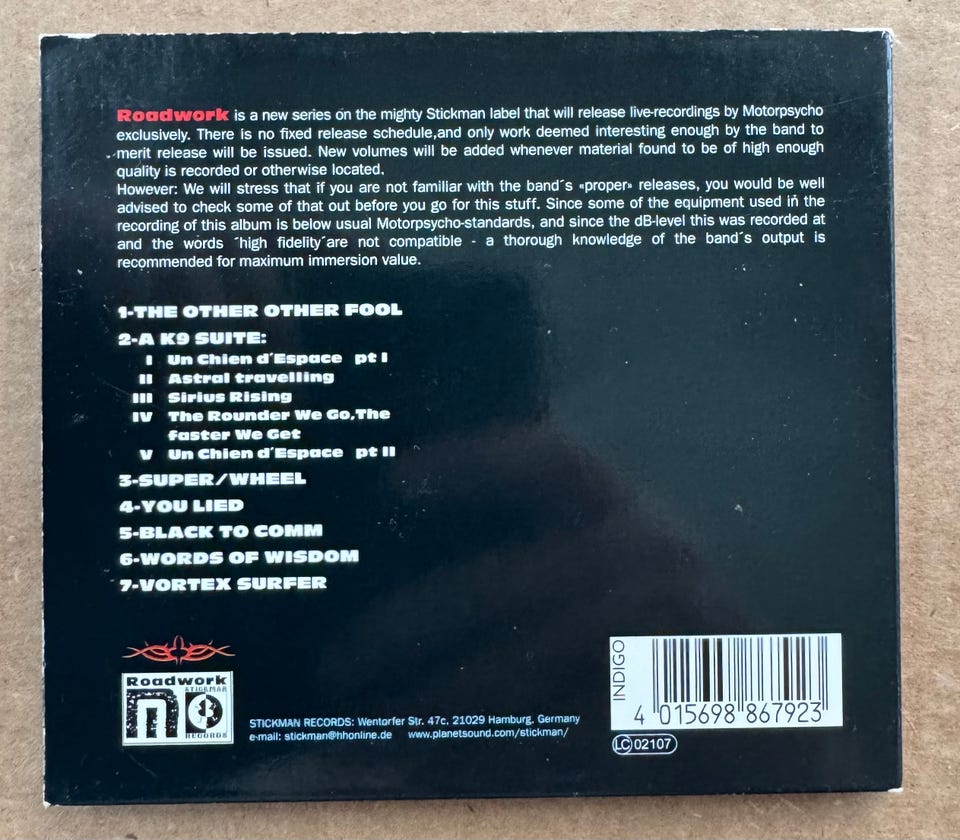 Roadwork is a new series on the mighty Stickman label that will release live-recordings by Motorpsycho
exclusively. There is no fixed release schedule,and only work deemed interesting enough by the band to
merit release will be issued. New volumes will be added whenever material found to be of high enough
quality is recorded or otherwise located.
However: We will stress that if you are not familiar with the band´s «proper» releases, you would be well
advised to check some of that out before you go for this stuff. Since some of the equipment used in the
recording of this album is below usual Motorpsycho-standards, and since the dB-level this was recorded at
and the words ´high fidelity´are not compatible - a thorough knowledge of the band´s output is
recommended for maximum immersion value.
1-THE OTHER OTHER FOOL
2-A K9 SUITE:
I Un Chien d'Espace pt I
II Astral travelling
III Sirius Rising
IV The Rounder We Go,The
faster We Get
V Un Chien d'Espace pt II
3-SUPER/WHEEL
4-YOU LIED
5-BLACK TO COMM
6-WORDS OF WISDOM
7-VORTEX SURFER
Roadwork
STICKMAN
RECORDS
STICKMAN RECORDS: Wentorfer Str. 47c, 21029 Hamburg, Germany
e-mail: stickman@hhonline.de www.planetsound.com/stickman/
INDIGO
4 015698 867923
LC 02107